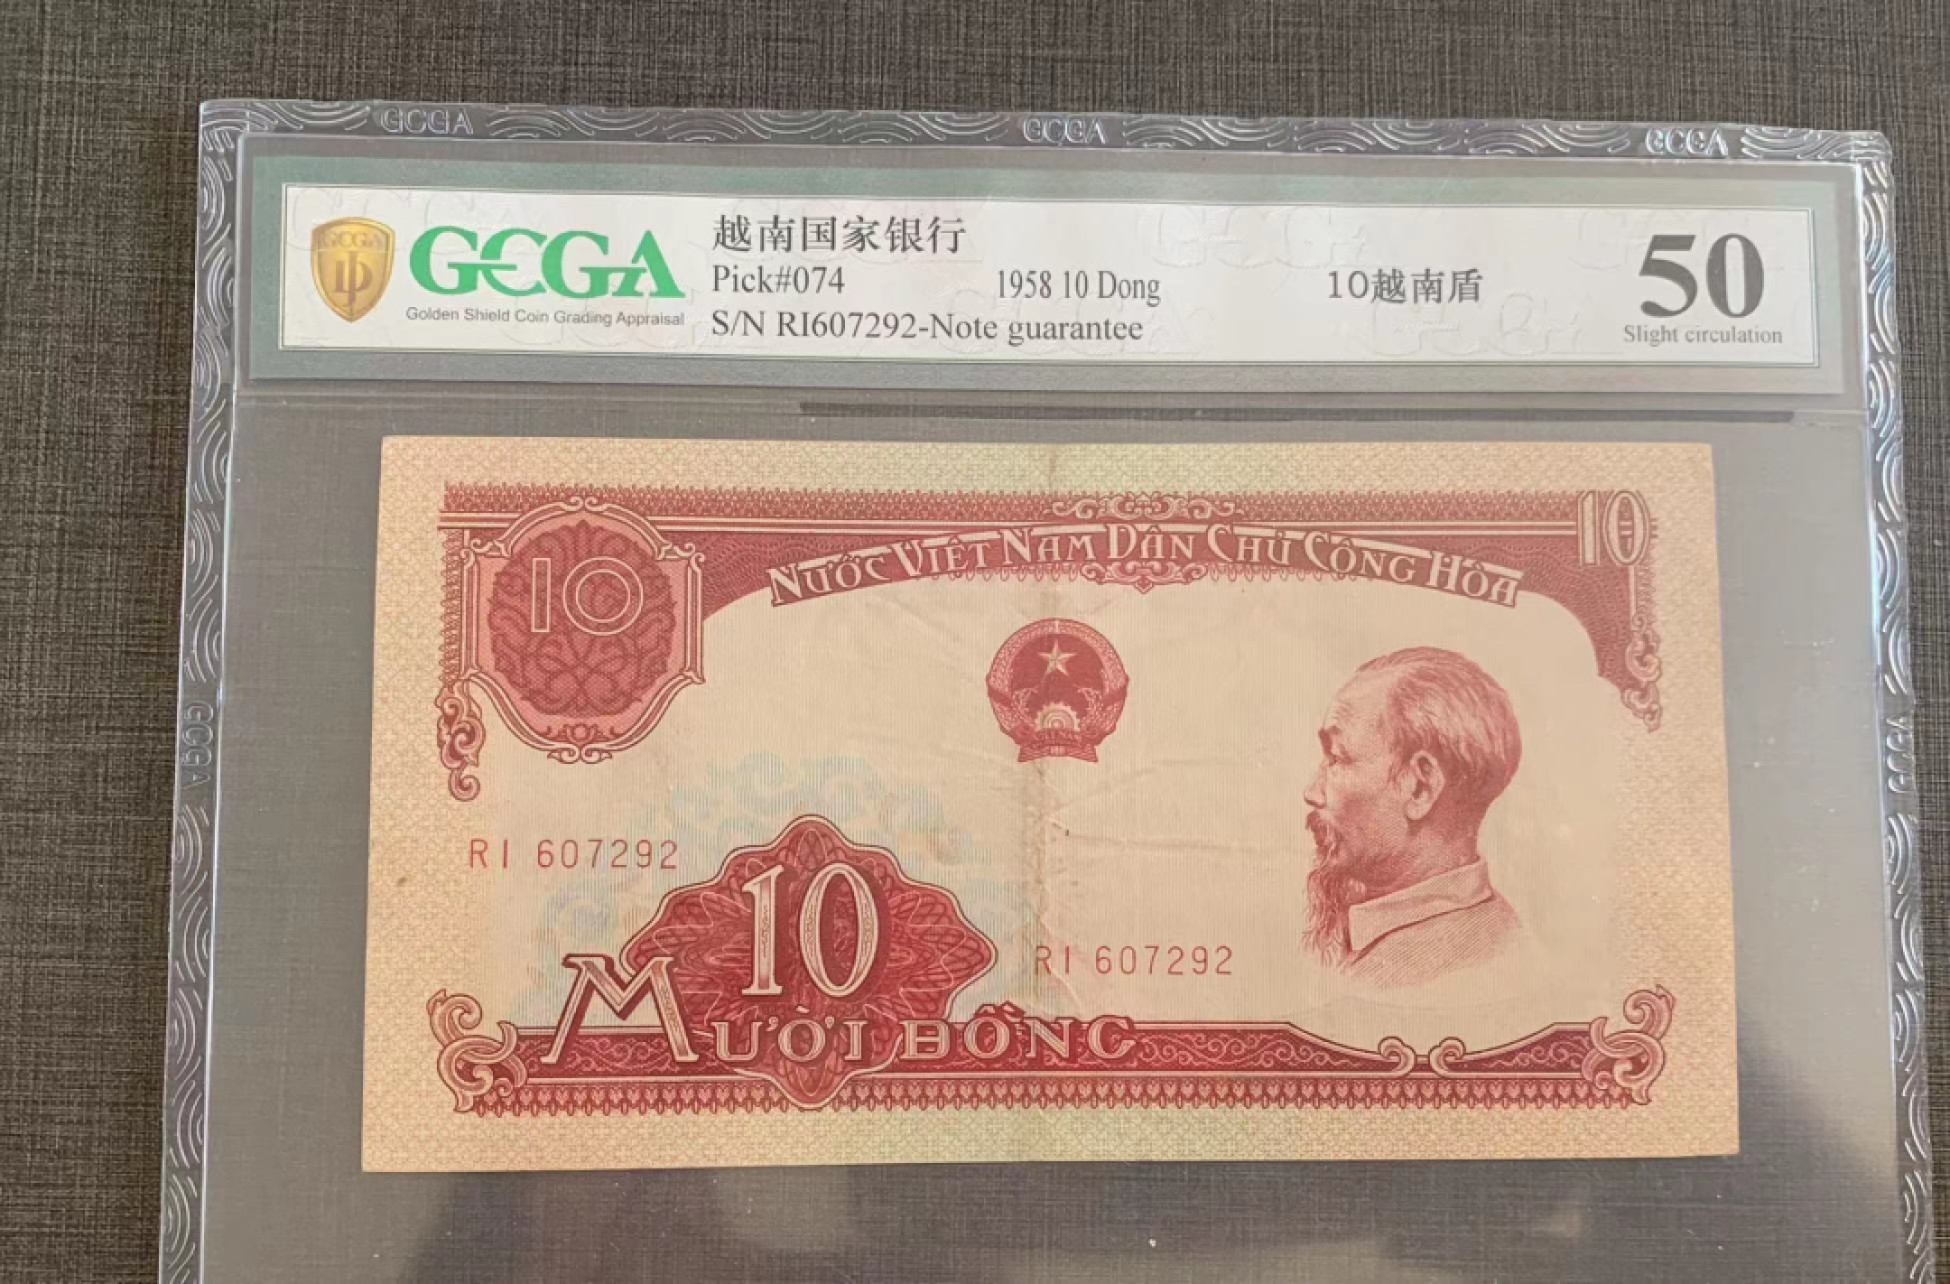 GCGA GCGA GCGA
GCGA
GCGA
Golden Shield Coin Grading Appraisal
越南国家银行
Pick#074 1958 10 Dong 10越南盾
S/N RI607292-Note guarantee
50
Slight circulation
10
NƯỚC VIỆT NAM DÂN CHỦ CỘNG HÒA
10
RI 607292
10
RI 607292
MƯỜI ĐỒNG
GCGA